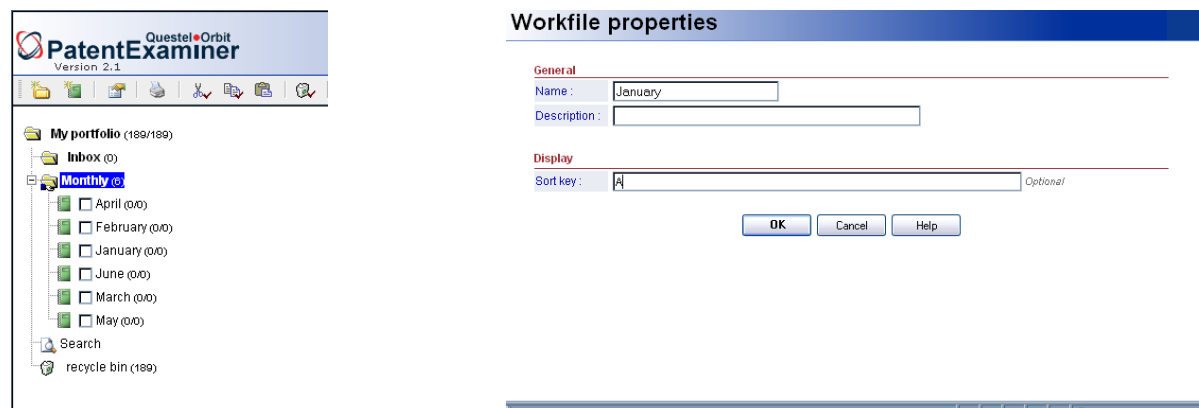 Questel•Orbit
PatentExaminer
Version 2.1
My portfolio (189/189)
Inbox (0)
Monthly (6)
April (0/0)
February (0/0)
January (0/0)
June (0/0)
March (0/0)
May (0/0)
Search
recycle bin (189)
Workfile properties
General
Name : January
Description :
Display
Sort key : A Optional
OK Cancel Help